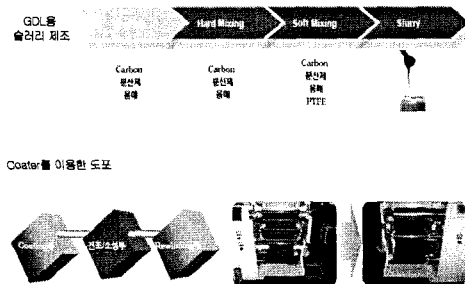 GDL용
슬러리 제조
Hard Mixing
Soft Mixing
Slurry
Carbon
분산제
용매
Carbon
분산제
용매
Carbon
분산제
용매
PTFE
Coater를 이용한 도포
건조/소성부